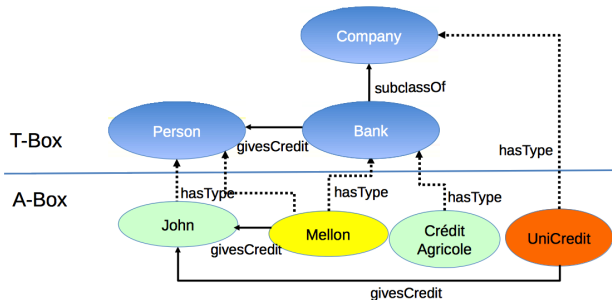 Company
subclassOf
Person
Bank
givesCredit
T-Box
hasType
A-Box
hasType
hasType
hasType
John
Mellon
Crédit
Agricole
UniCredit
givesCredit
givesCredit